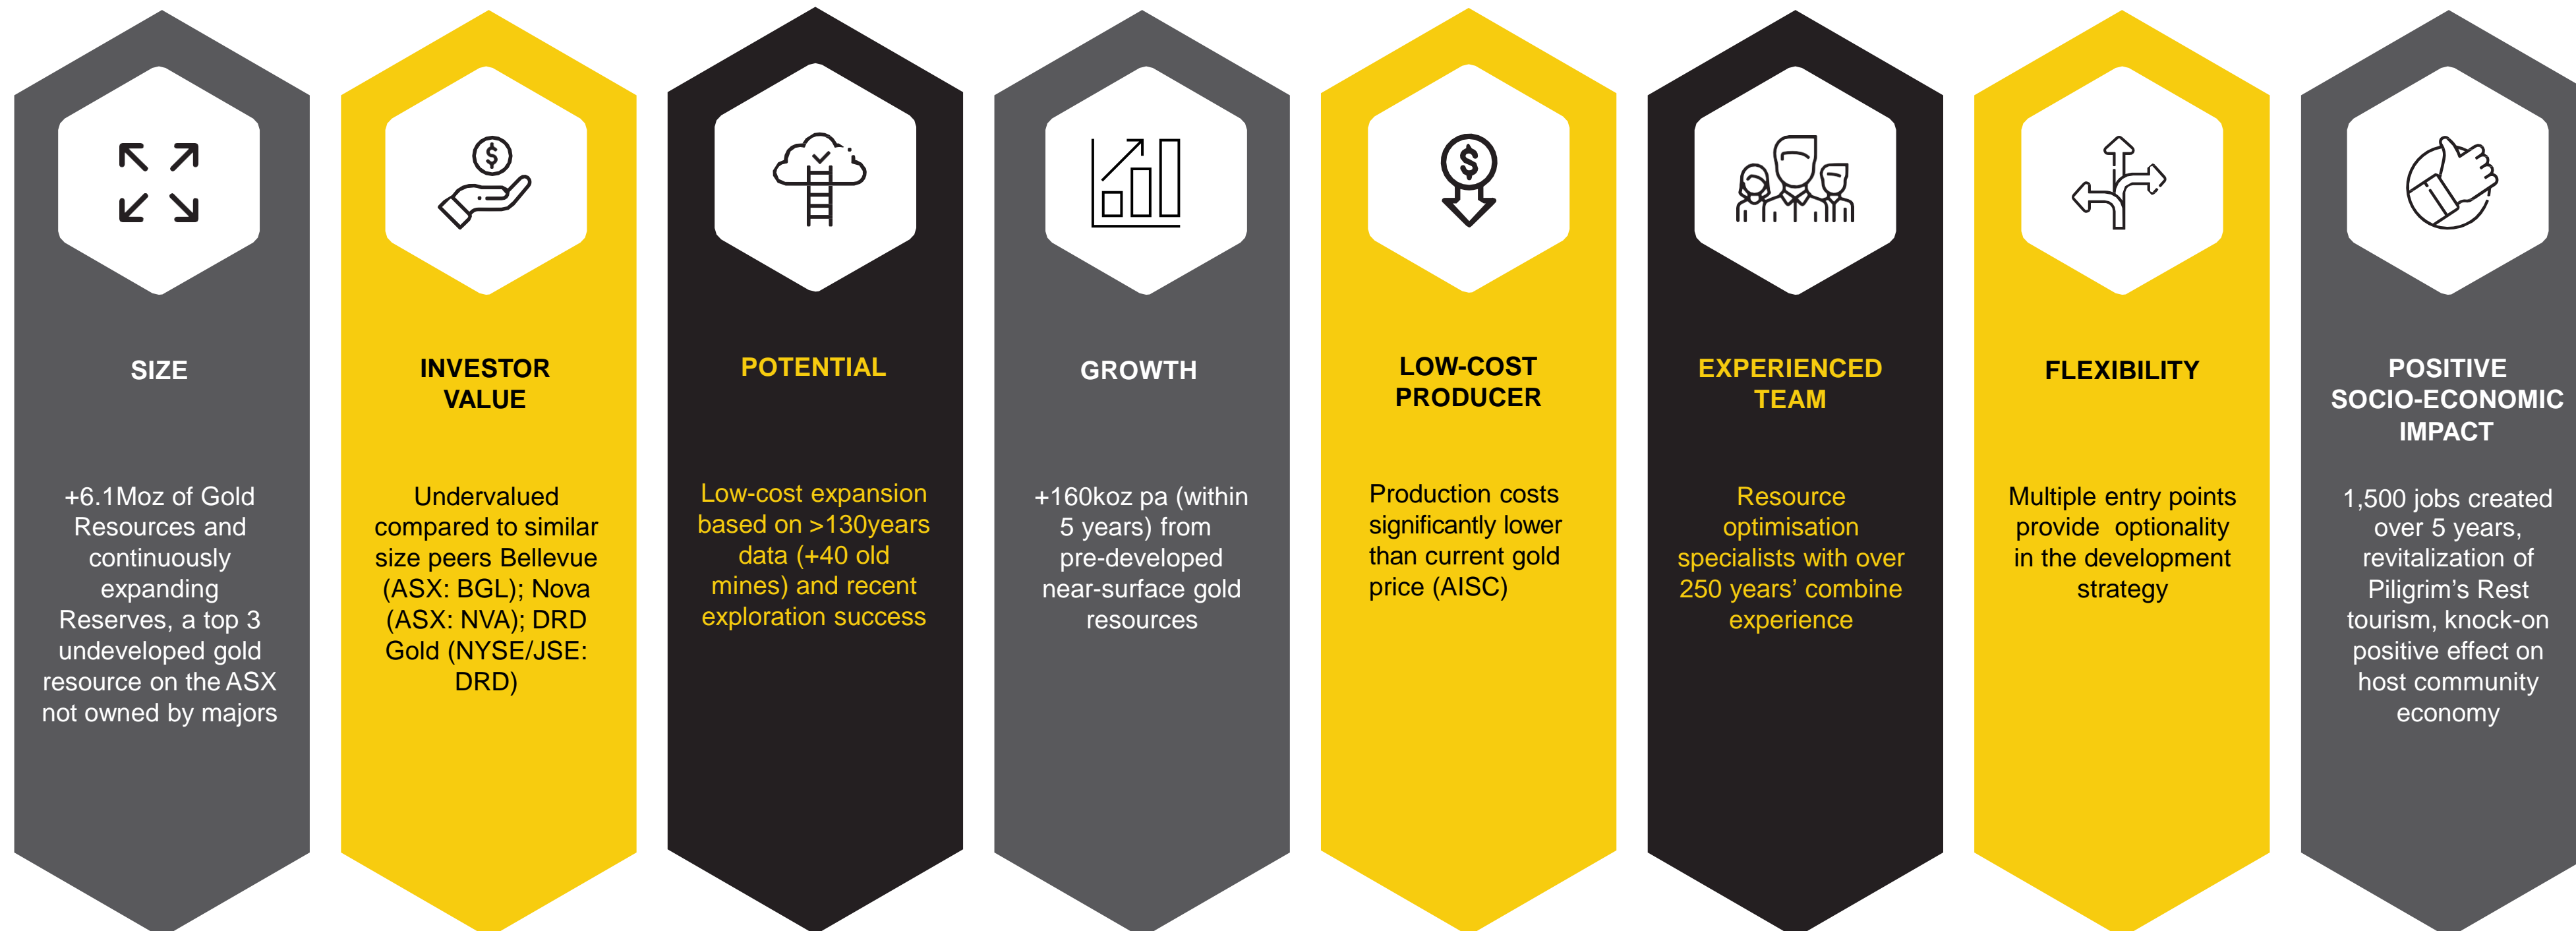 SIZE
+6.1Moz of Gold
Resources and
continuously
expanding
Reserves, a top 3
undeveloped gold
resource on the ASX
not owned by majors
INVESTOR
VALUE
Undervalued
compared to similar
size peers Bellevue
(ASX: BGL); Nova
(ASX: NVA); DRD
Gold (NYSE/JSE:
DRD)
POTENTIAL
Low-cost expansion
based on >130years
data (+40 old
mines) and recent
exploration success
GROWTH
+160koz pa (within
5 years) from
pre-developed
near-surface gold
resources
LOW-COST
PRODUCER
Production costs
significantly lower
than current gold
price (AISC)
EXPERIENCED
TEAM
Resource
optimisation
specialists with over
250 years’ combine
experience
FLEXIBILITY
Multiple entry points
provide optionality
in the development
strategy
POSITIVE
SOCIO-ECONOMIC
IMPACT
1,500 jobs created
over 5 years,
revitalization of
Piligrim’s Rest
tourism, knock-on
positive effect on
host community
economy